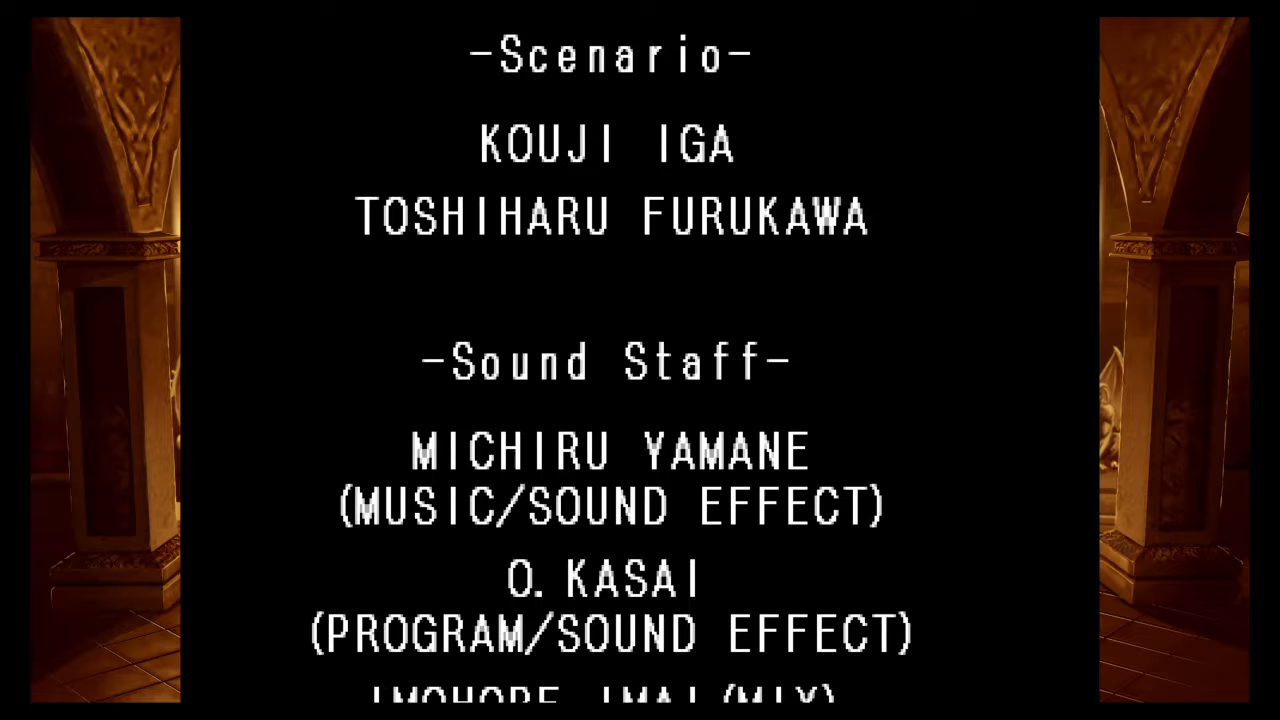 -Scenario-
KOUJI IGA
TOSHIHARU FURUKAWA
-Sound Staff-
MICHIRU YAMANE
(MUSIC/SOUND EFFECT)
O. KASAI
(PROGRAM/SOUND EFFECT)